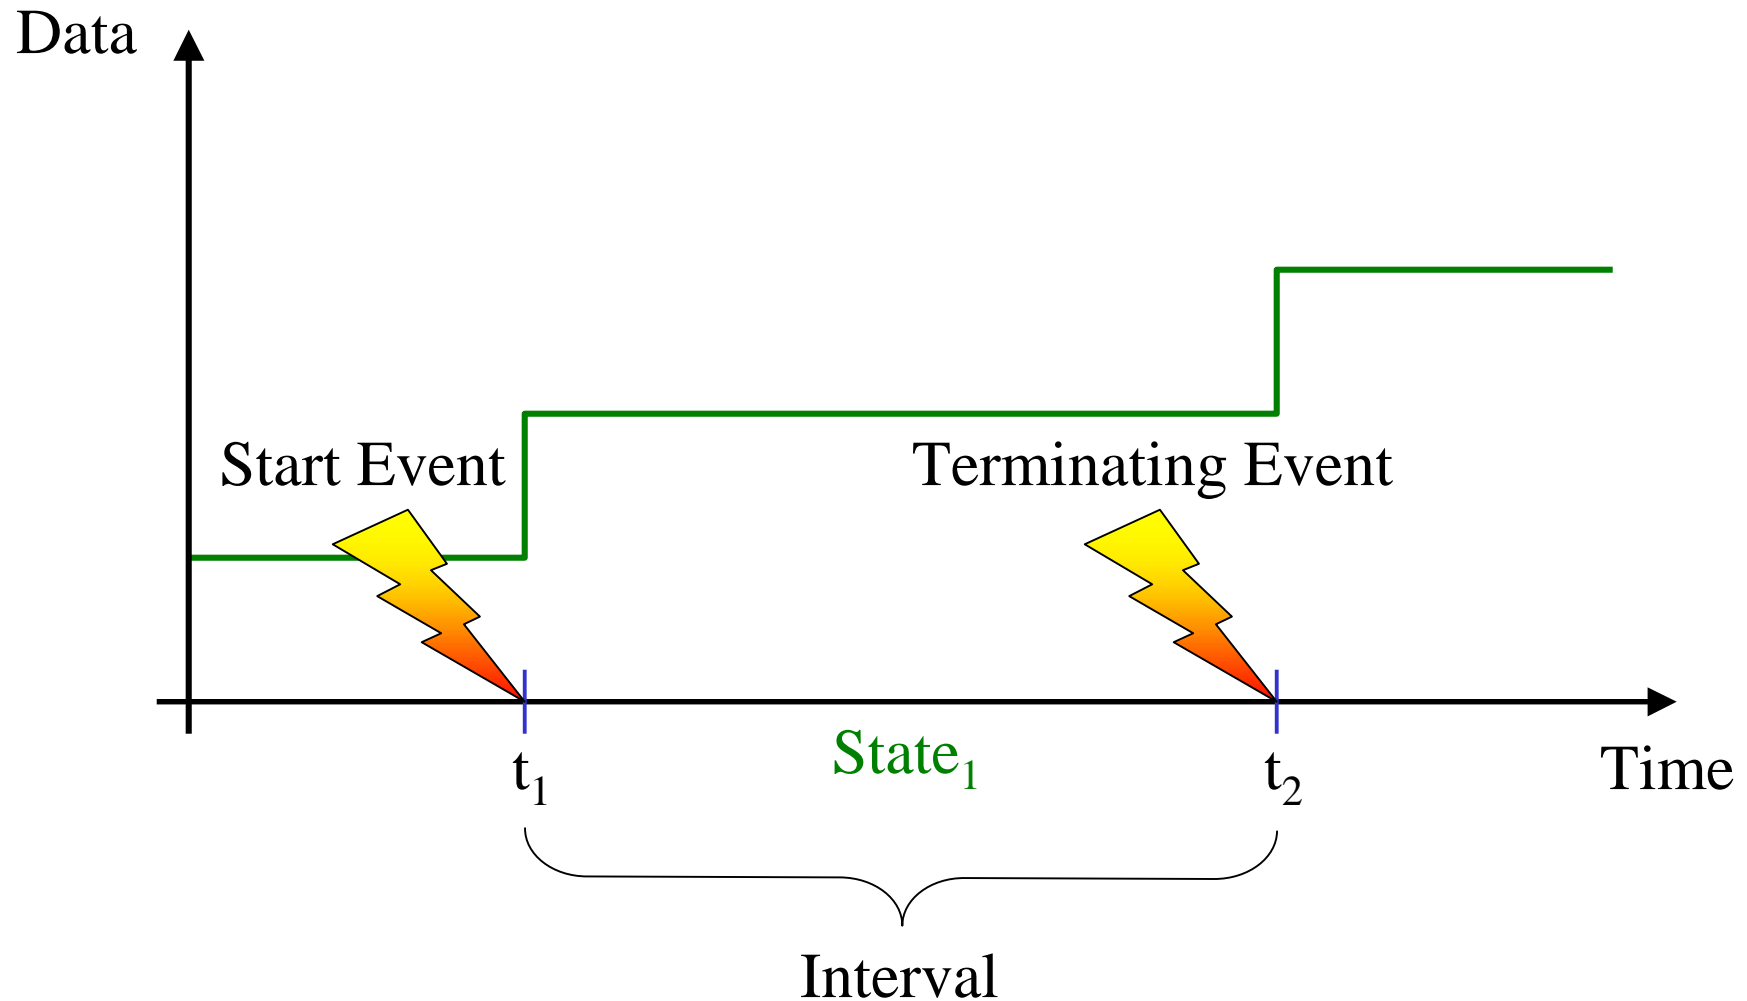 Data
Start Event
Terminating Event
State₁
t₁
t₂
Time
Interval